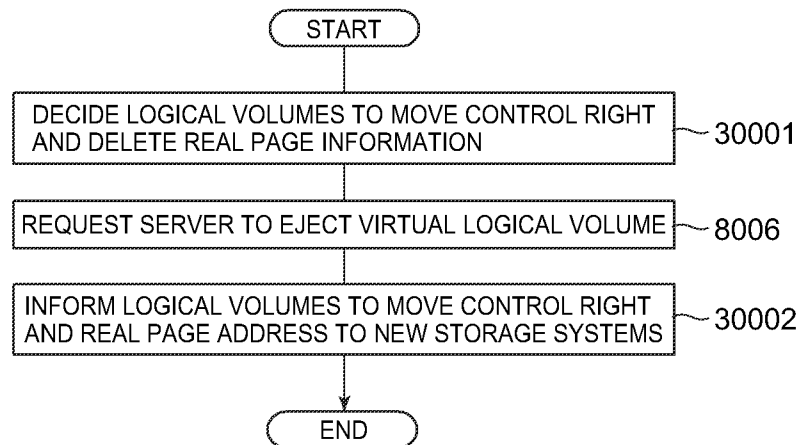 START
DECIDE LOGICAL VOLUMES TO MOVE CONTROL RIGHT
AND DELETE REAL PAGE INFORMATION
30001
REQUEST SERVER TO EJECT VIRTUAL LOGICAL VOLUME
8006
INFORM LOGICAL VOLUMES TO MOVE CONTROL RIGHT
AND REAL PAGE ADDRESS TO NEW STORAGE SYSTEMS
30002
END